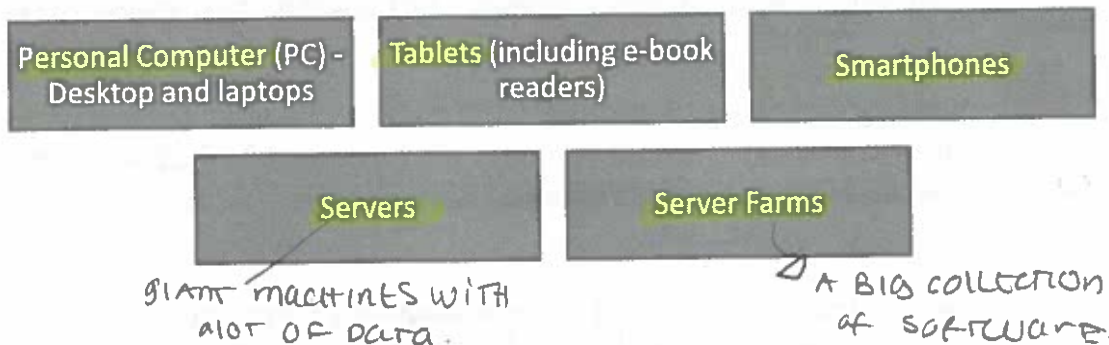 Personal Computer (PC) -
Desktop and laptops
Tablets (including e-book
readers)
Smartphones
Servers
Server Farms
GIANT MACHINES WITH
ALOT OF DATA.
A BIG COLLECTION
OF SOFTWARE.